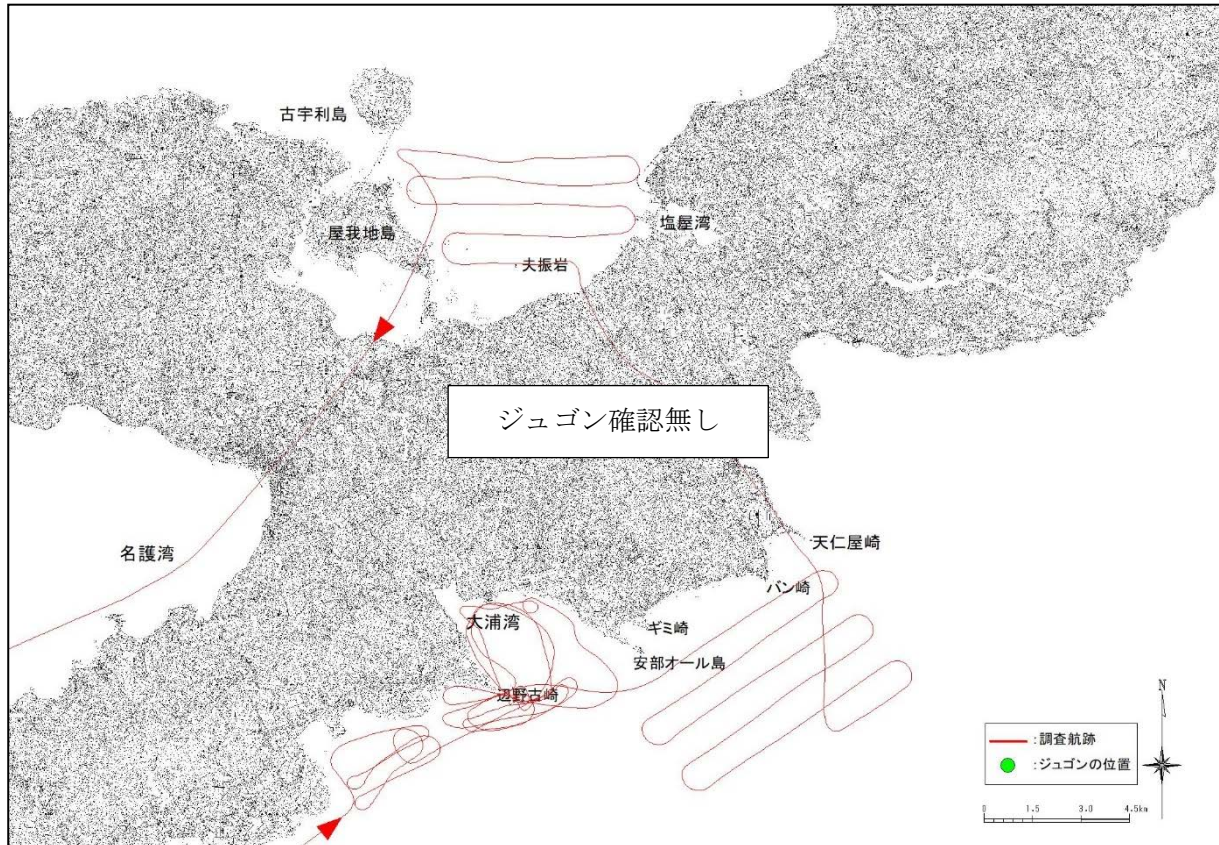 古宇利島
屋我地島
塩屋湾
夫振岩
ジュゴン確認無し
名護湾
天仁屋崎
バン崎
大浦湾
ギミ崎
安部オール島
辺野古崎
N
:調査航跡
:ジュゴンの位置
0 1.5 3.0 4.5km